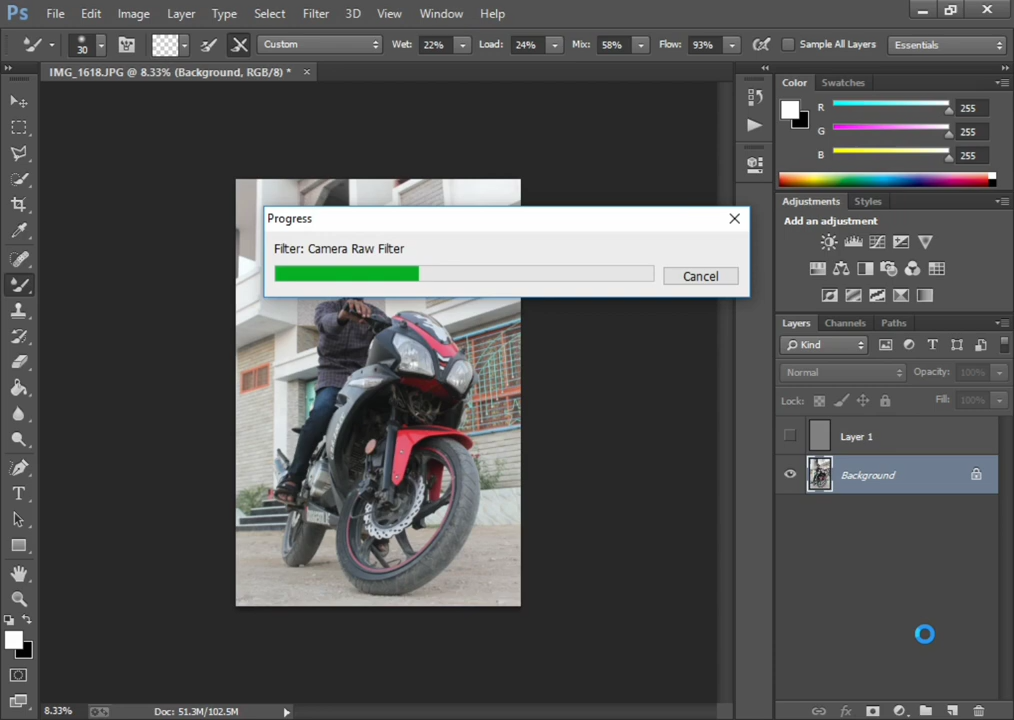 Ps File Edit Image Layer Type Select Filter 3D View Window Help
30 Custom Wet: 22% Load: 24% Mix: 58% Flow: 93% Sample All Layers Essentials
IMG_1618.JPG @ 8.33% (Background, RGB/8) * ×
Color Swatches
R 255
G 255
B 255
Adjustments Styles
Add an adjustment
Progress
Filter: Camera Raw Filter
Cancel
Layers Channels Paths
Kind
Normal Opacity: 100%
Lock: Fill: 100%
Layer 1
Background
8.33% Doc: 51.3M/102.5M